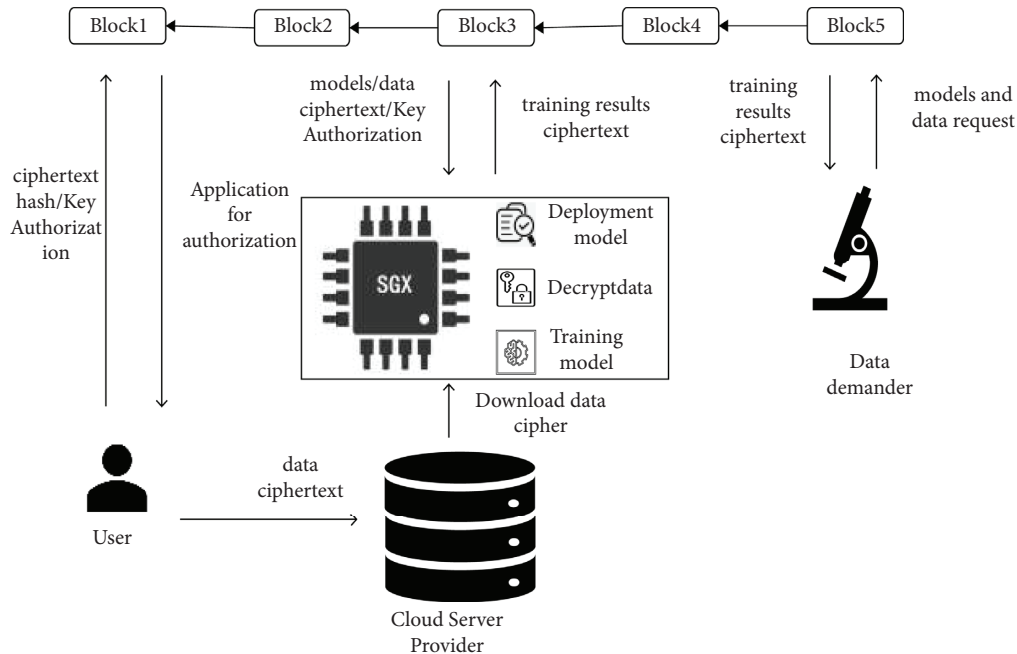 Block1
Block2
Block3
Block4
Block5
models/data
ciphertext/Key
Authorization
training results
ciphertext
training
results
ciphertext
models and
data request
ciphertext
hash/Key
Authorizat
ion
Application
for
authorization
SGX
Deployment
model
Decryptdata
Training
model
Data
demander
Download data
cipher
data
ciphertext
User
Cloud Server
Provider